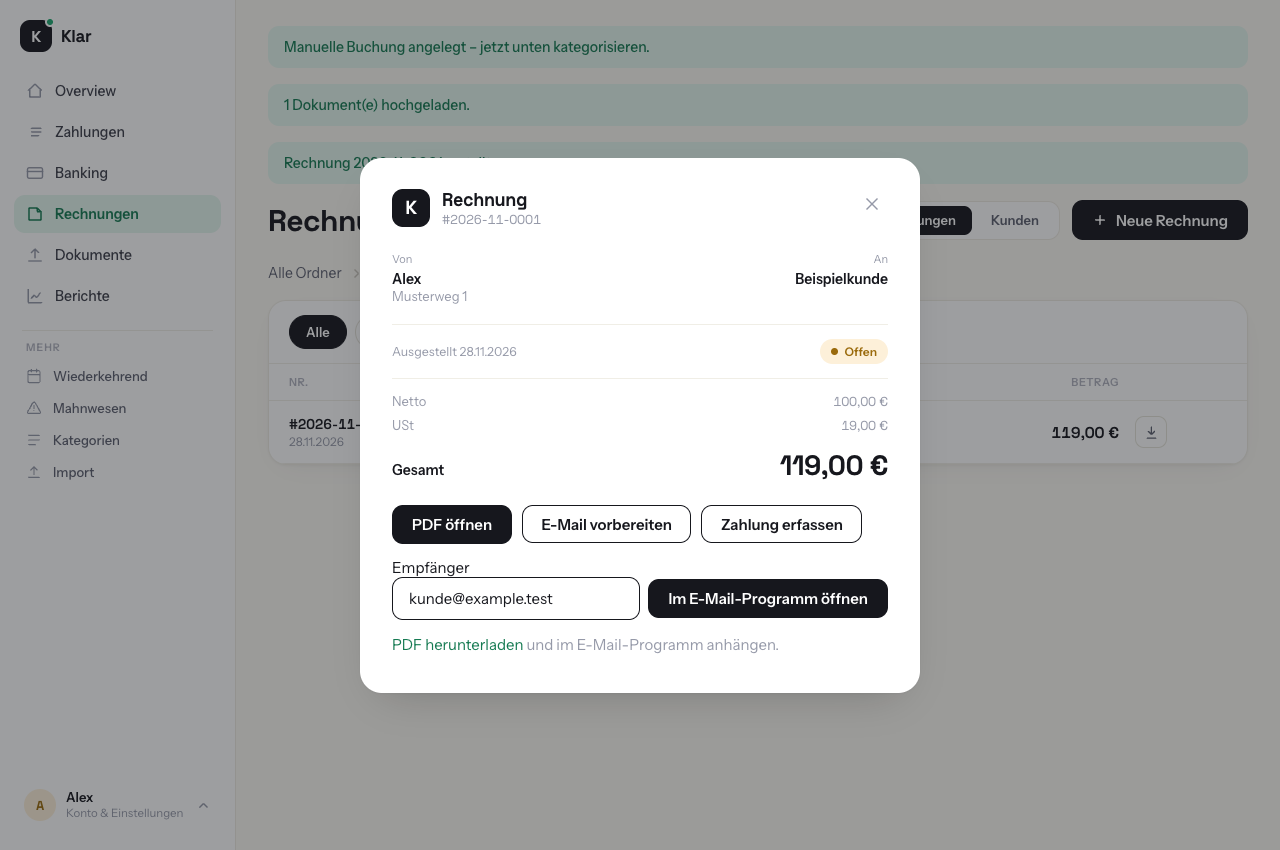 K Klar
Overview
Zahlungen
Banking
Rechnungen
Dokumente
Berichte
MEHR
Wiederkehrend
Mahnwesen
Kategorien
Import
A
Alex
Konto & Einstellungen
Manuelle Buchung angelegt – jetzt unten kategorisieren.
1 Dokument(e) hochgeladen.
Rechnung
Kunden
+ Neue Rechnung
Alle Ordner
Alle
NR.
BETRAG
#2026-11-
28.11.2026
119,00 €
K
Rechnung
#2026-11-0001
Von
An
Alex
Beispielkunde
Musterweg 1
Ausgestellt 28.11.2026
Offen
Netto 100,00 €
USt 19,00 €
Gesamt 119,00 €
PDF öffnen
E-Mail vorbereiten
Zahlung erfassen
Empfänger
kunde@example.test
Im E-Mail-Programm öffnen
PDF herunterladen und im E-Mail-Programm anhängen.